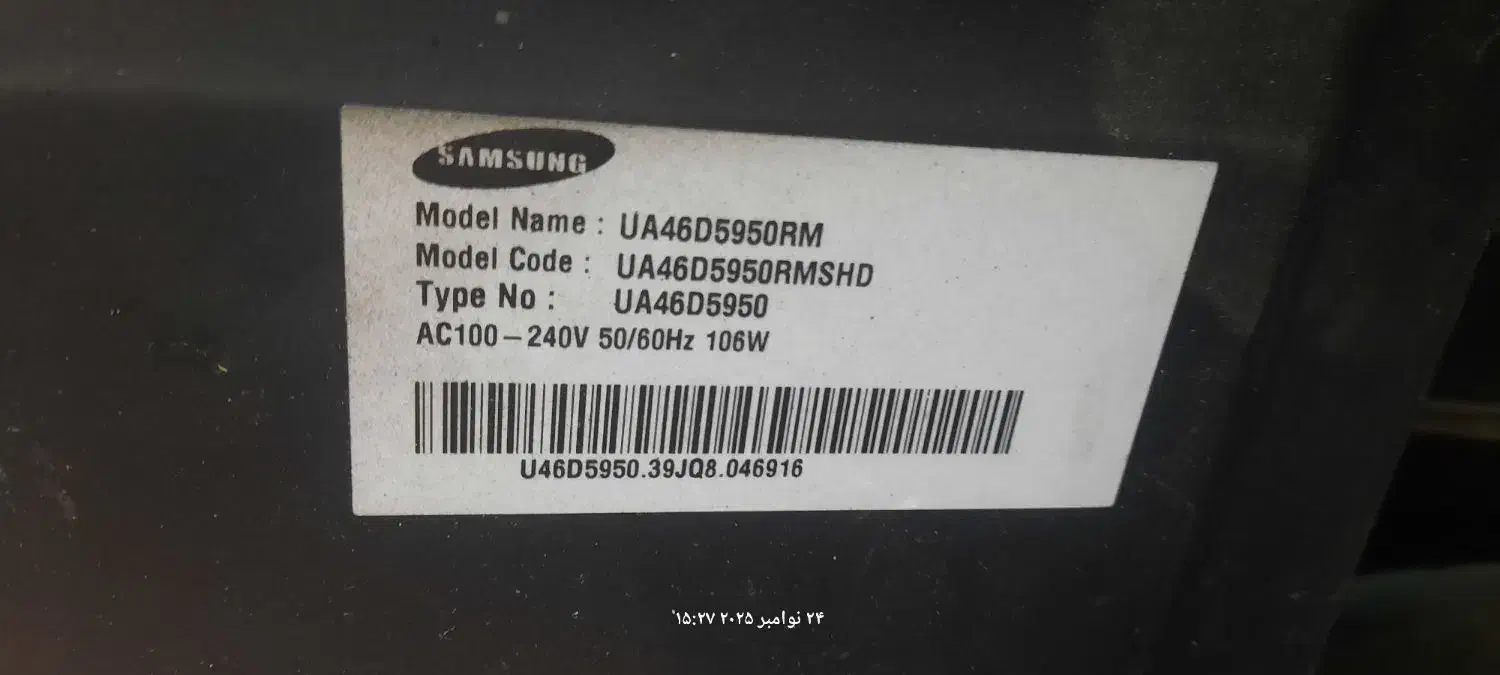 SAMSUNG
Model Name : UA46D5950RM
Model Code : UA46D5950RMSHD
Type No : UA46D5950
AC100-240V 50/60Hz 106W
U46D5950.39JQ8.046916
۲۴ نوامبر ۲۰۲۵ ۱۵:۲۷